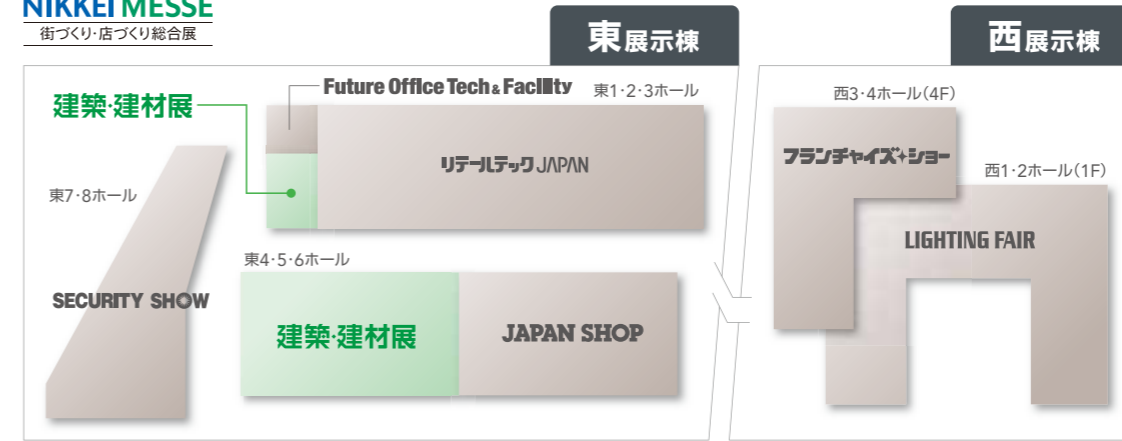 NIKKEI MESSE
街づくり・店づくり総合展
東展示棟
西展示棟
建築・建材展
Future Office Tech & Facility
東1・2・3ホール
リテールテックJAPAN
東7・8ホール
SECURITY SHOW
東4・5・6ホール
建築・建材展
JAPAN SHOP
西3・4ホール(4F)
フランチャイズ・ショー
西1・2ホール(1F)
LIGHTING FAIR